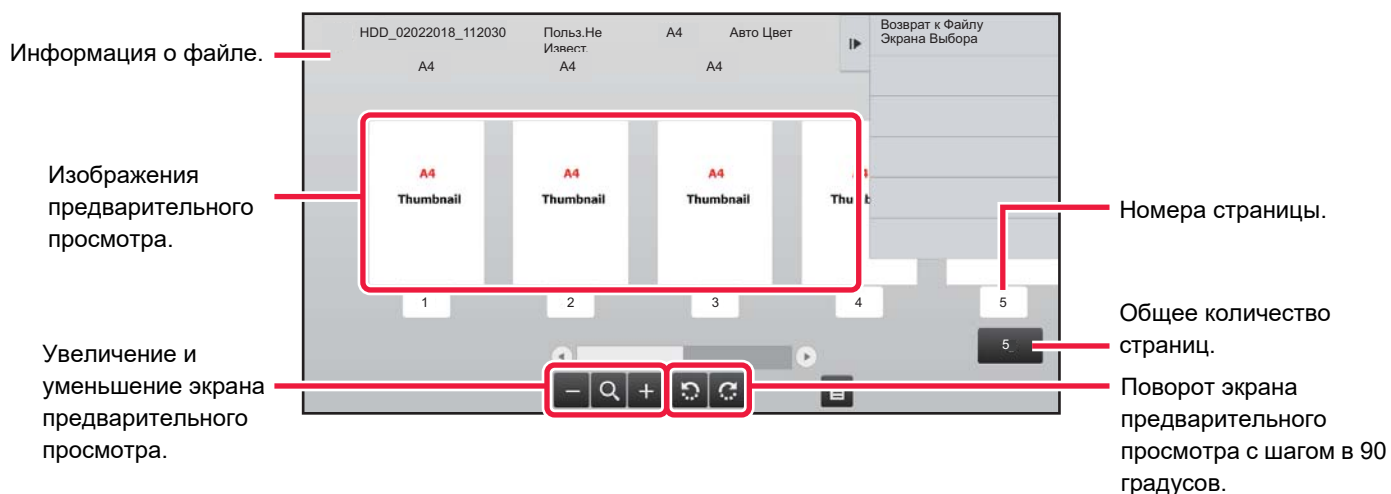 Информация о файле.
HDD_02022018_112030
Польз.Не
Извест.
A4
Авто Цвет
Возврат к Файлу
Экрана Выбора
A4
A4
A4
Изображения
предварительного
просмотра.
A4
Thumbnail
A4
Thumbnail
A4
Thumbnail
Номера страницы.
1
2
3
4
5
Общее количество
страниц.
5
Увеличение и
уменьшение экрана
предварительного
просмотра.
Поворот экрана
предварительного
просмотра с шагом в 90
градусов.